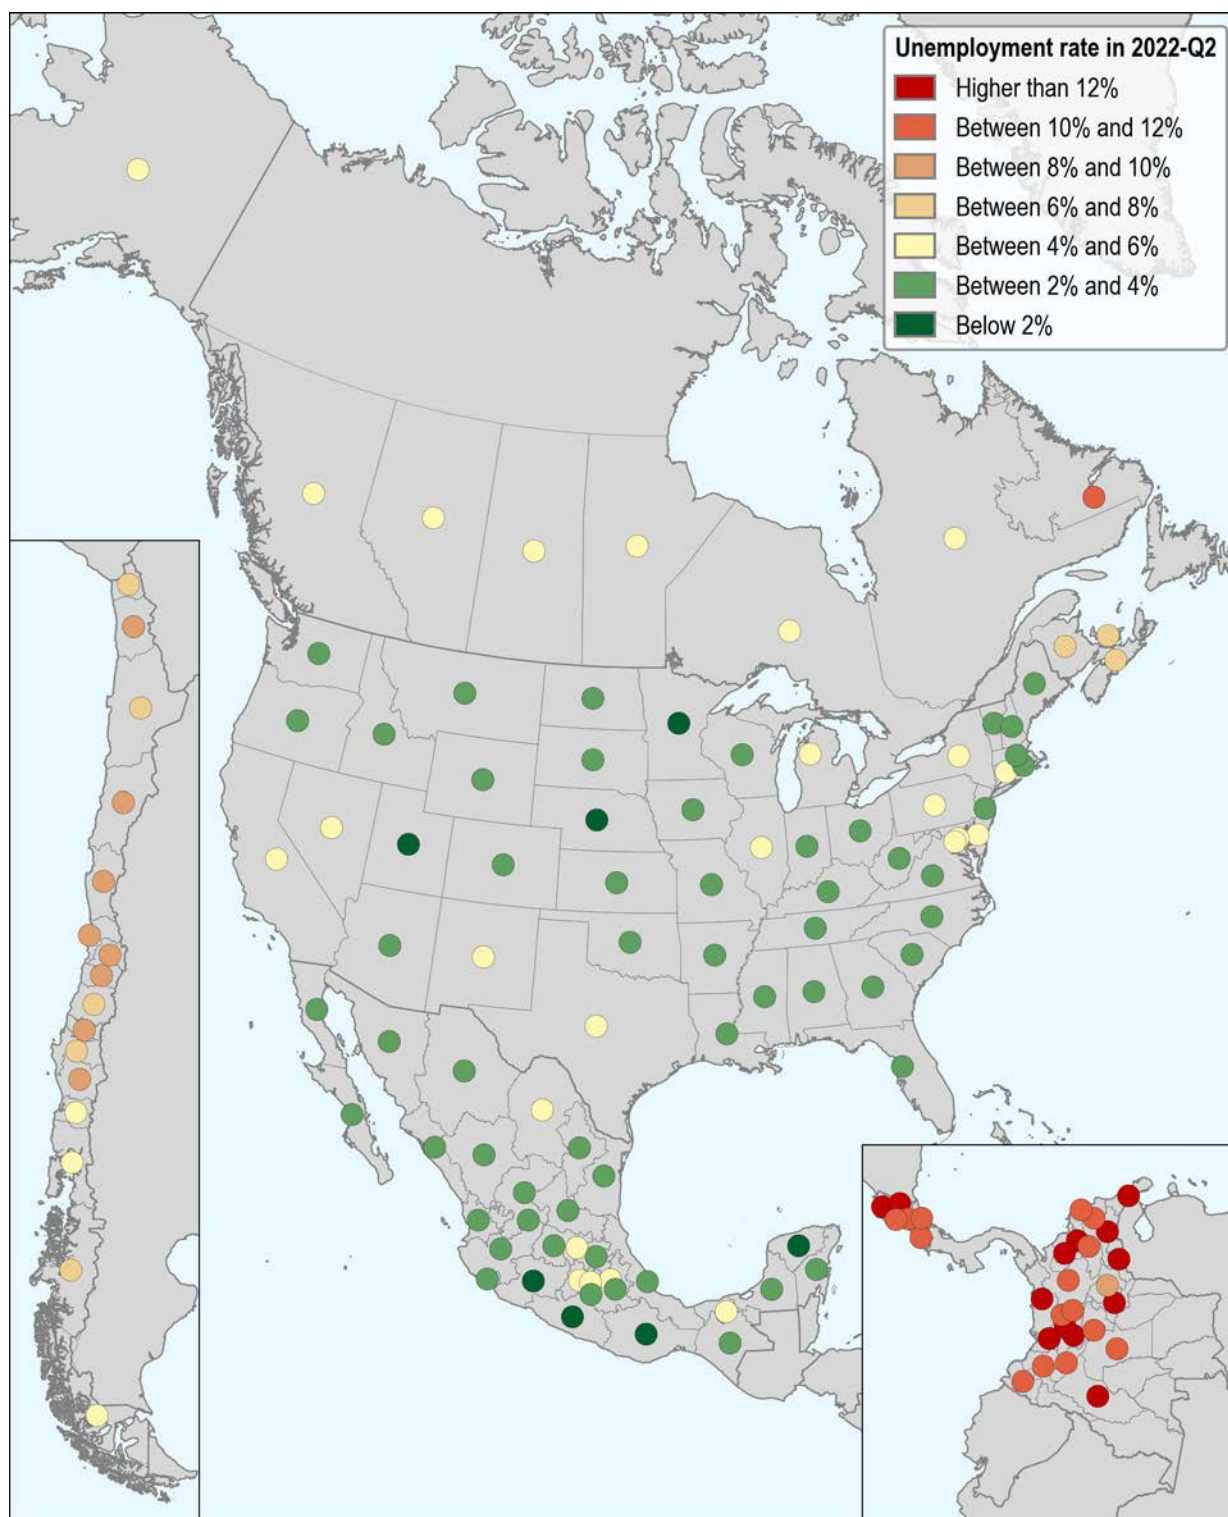 Unemployment rate in 2022-Q2
Higher than 12%
Between 10% and 12%
Between 8% and 10%
Between 6% and 8%
Between 4% and 6%
Between 2% and 4%
Below 2%